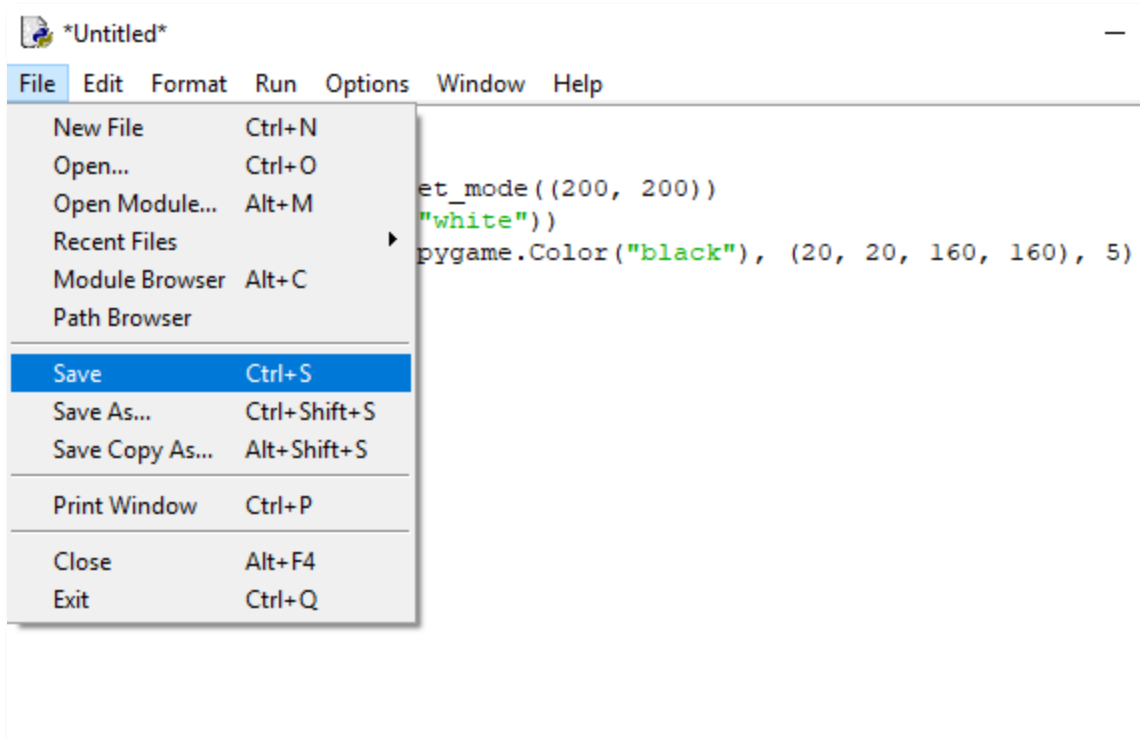 *Untitled*
File Edit Format Run Options Window Help
New File Ctrl+N
Open... Ctrl+O
Open Module... Alt+M
Recent Files
Module Browser Alt+C
Path Browser
Save Ctrl+S
Save As... Ctrl+Shift+S
Save Copy As... Alt+Shift+S
Print Window Ctrl+P
Close Alt+F4
Exit Ctrl+Q
et_mode((200, 200))
"white"))
pygame.Color("black"), (20, 20, 160, 160), 5)